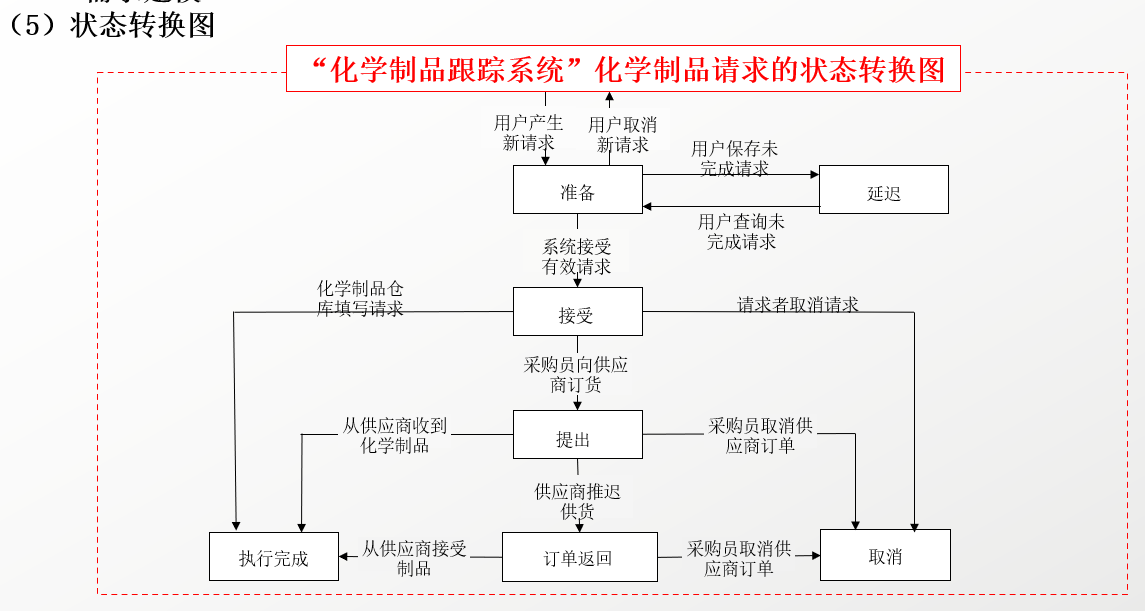 （5）状态转换图
“化学制品跟踪系统”化学制品请求的状态转换图
用户产生
新请求
用户取消
新请求
用户保存未
完成请求
准备
延迟
用户查询未
完成请求
系统接受
有效请求
化学制品仓
库填写请求
接受
请求者取消请求
采购员向供应
商订货
从供应商收到
化学制品
提出
采购员取消供
应商订单
供应商推迟
供货
执行完成
从供应商接受
制品
订单返回
采购员取消供
应商订单
取消